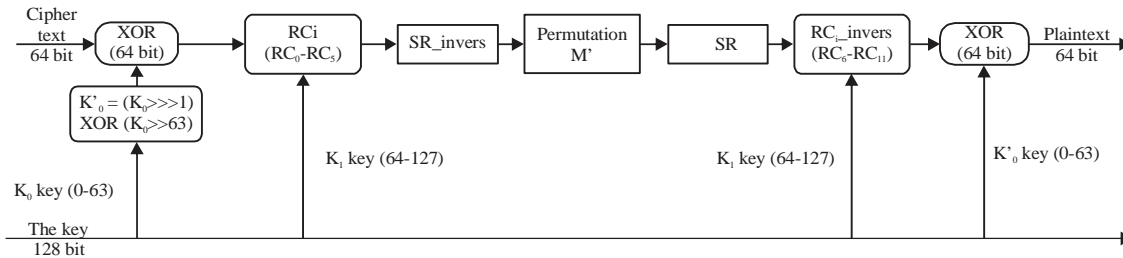 Cipher
text
64 bit
XOR
(64 bit)
K'₀ = (K₀>>>1)
XOR (K₀>>63)
K₀ key (0-63)
RCi
(RC₀-RC₅)
K₁ key (64-127)
SR_invers
Permutation
M’
SR
RCᵢ_invers
(RC₆-RC₁₁)
K₁ key (64-127)
XOR
(64 bit)
K'₀ key (0-63)
Plaintext
64 bit
The key
128 bit